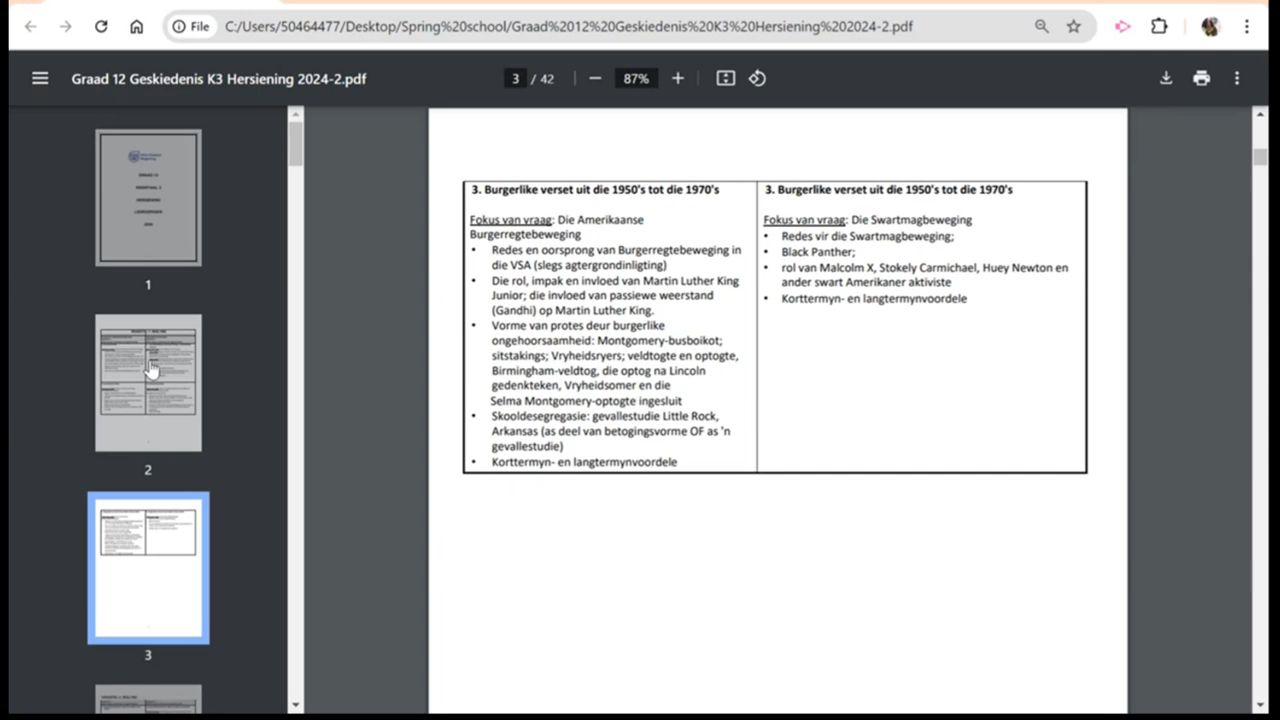 File
C:/Users/50464477/Desktop/Spring%20school/Graad%2012%20Geskiedenis%20K3%20Hersiening%202024-2.pdf
Graad 12 Geskiedenis K3 Hersiening 2024-2.pdf
3 / 42
87%
1
2
3
3. Burgerlike verset uit die 1950's tot die 1970's
Fokus van vraag: Die Amerikaanse
Burgerregtebeweging
• Redes en oorsprong van Burgerregtebeweging in
die VSA (slegs agtergrondinligting)
• Die rol, impak en invloed van Martin Luther King
Junior; die invloed van passiewe weerstand
(Gandhi) op Martin Luther King.
• Vorme van protes deur burgerlike
ongehoorsaamheid: Montgomery-busboikot;
sitstakings; Vryheidsryers; veldtogte en optogte,
Birmingham-veldtog, die optog na Lincoln
gedenkteken, Vryheidsomer en die
Selma Montgomery-optogte ingesluit
• Skooldesegregasie: gevallestudie Little Rock,
Arkansas (as deel van betogingsvorme OF as 'n
gevallestudie)
• Korttermyn- en langtermynvoordele
3. Burgerlike verset uit die 1950's tot die 1970's
Fokus van vraag: Die Swartmagbeweging
• Redes vir die Swartmagbeweging;
• Black Panther;
• rol van Malcolm X, Stokely Carmichael, Huey Newton en
ander swart Amerikaner aktiviste
• Korttermyn- en langtermynvoordele